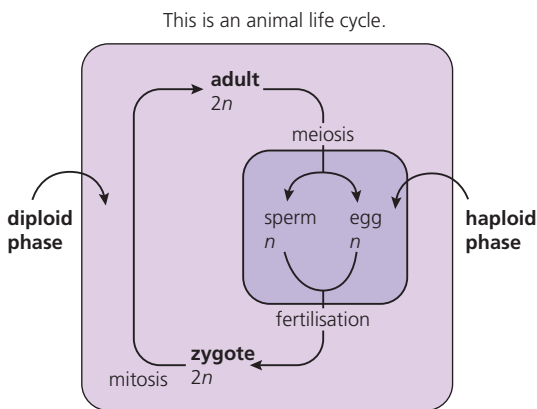 This is an animal life cycle.
adult
2n
meiosis
diploid
phase
sperm
n
egg
n
haploid
phase
fertilisation
zygote
2n
mitosis